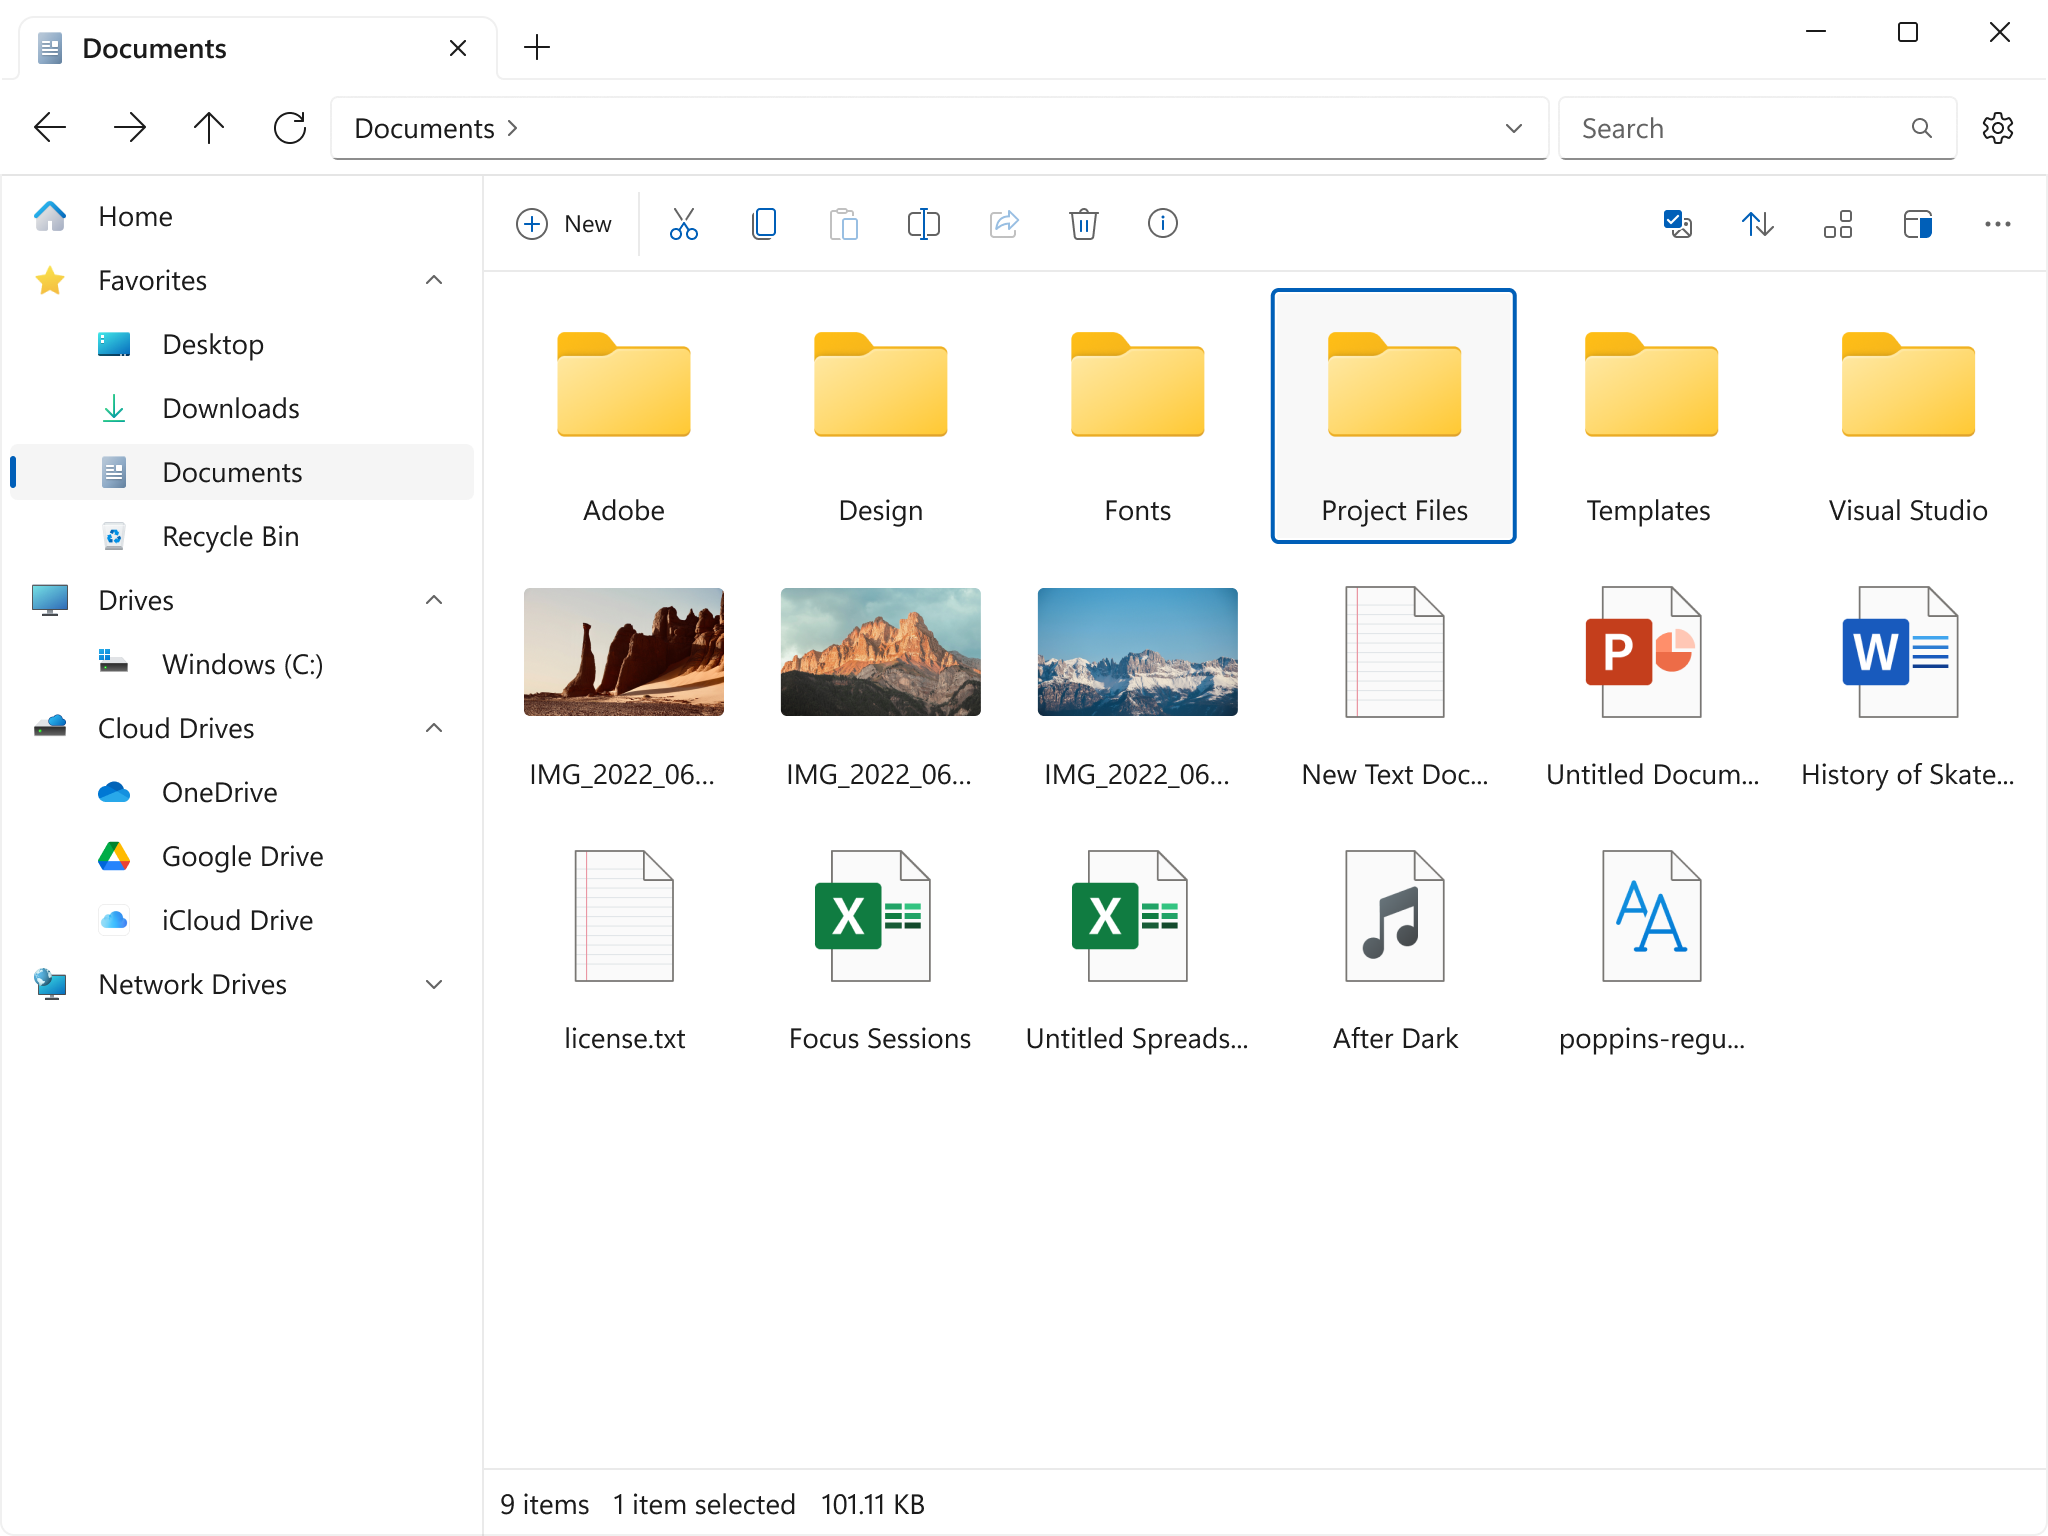 Documents
Documents
Search
Home
Favorites
Desktop
Downloads
Documents
Recycle Bin
Drives
Windows (C:)
Cloud Drives
OneDrive
Google Drive
iCloud Drive
Network Drives
New
Adobe
Design
Fonts
Project Files
Templates
Visual Studio
P
W
IMG_2022_06...
IMG_2022_06...
IMG_2022_06...
New Text Doc...
Untitled Docum...
History of Skate...
X
X
AA
license.txt
Focus Sessions
Untitled Spreads...
After Dark
poppins-regu...
9 items 1 item selected 101.11 KB